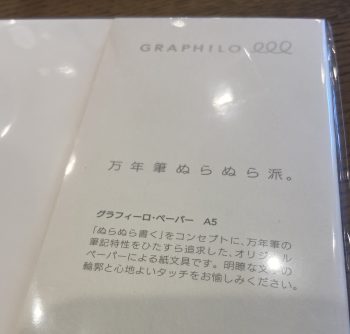 GRAPHILO
万年筆ぬらぬら派。
グラフィーロ・ペーパー A5
「ぬらぬら書く」をコンセプトに、万年筆の
筆記特性をひたすら追求した、オリジナル
ペーパーによる紙文具です。明瞭な文字の
輪郭と心地よいタッチをお愉しみください。